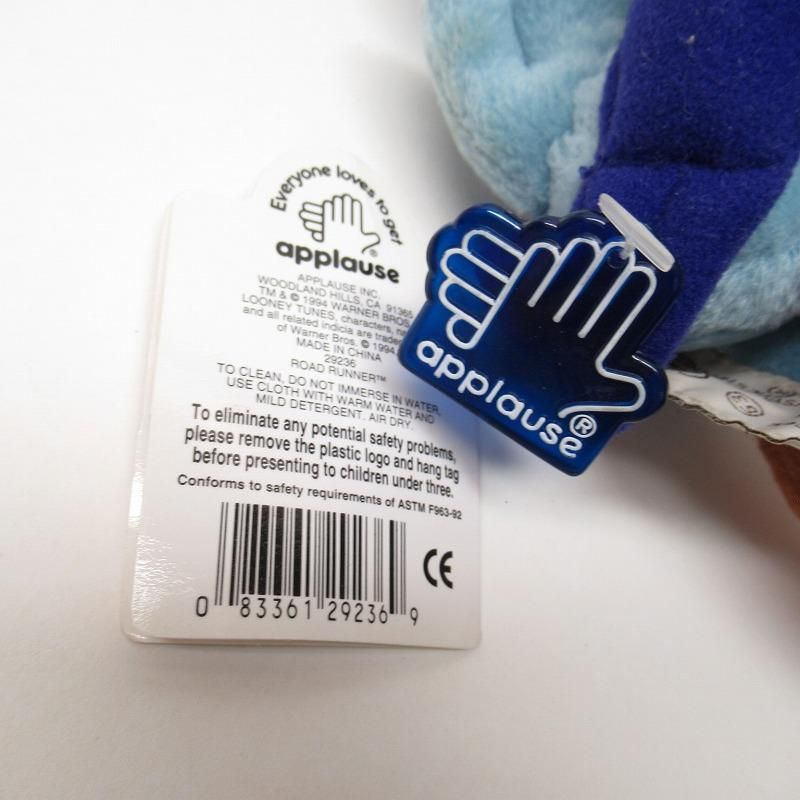 Everyone loves to get
applause
APPLAUSE INC.
WOODLAND HILLS, CA 91365
TM & © 1994 WARNER BROS.
LOONEY TUNES, characters,
and all related indicia are
of Warner Bros. © 1994
MADE IN CHINA
29236
ROAD RUNNER™
TO CLEAN, DO NOT IMMERSE IN WATER,
USE CLOTH WITH WARM WATER AND
MILD DETERGENT. AIR DRY.
To eliminate any potential safety problems,
please remove the plastic logo and hang tag
before presenting to children under three.
Conforms to safety requirements of ASTM F963-92
CE
0 83361 29236 9
applause®